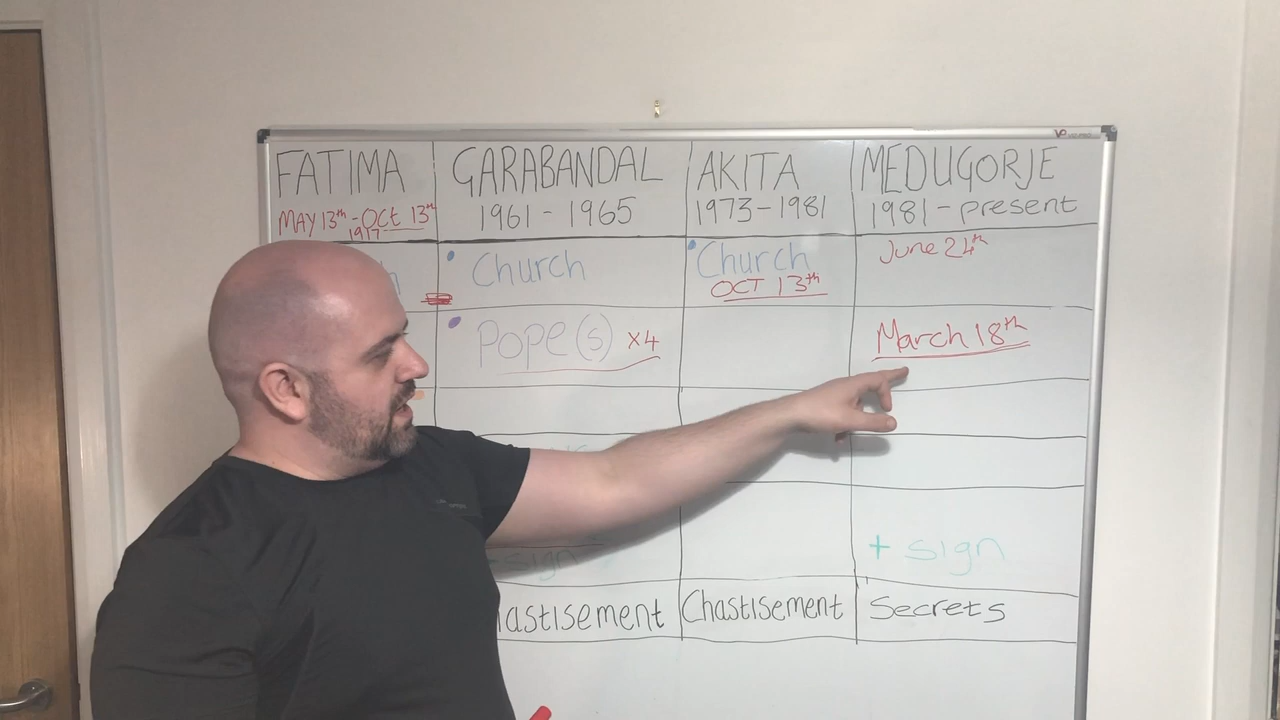 FATIMA GARABANDAL AKITA MEDUGORJE
MAY 13th - OCT 13th 1961 - 1965 1973-1981 1981 - present
1917
Church Church June 24th
OCT 13th
Pope(s) x4 March 18th
sign + sign
Chastisement Secrets